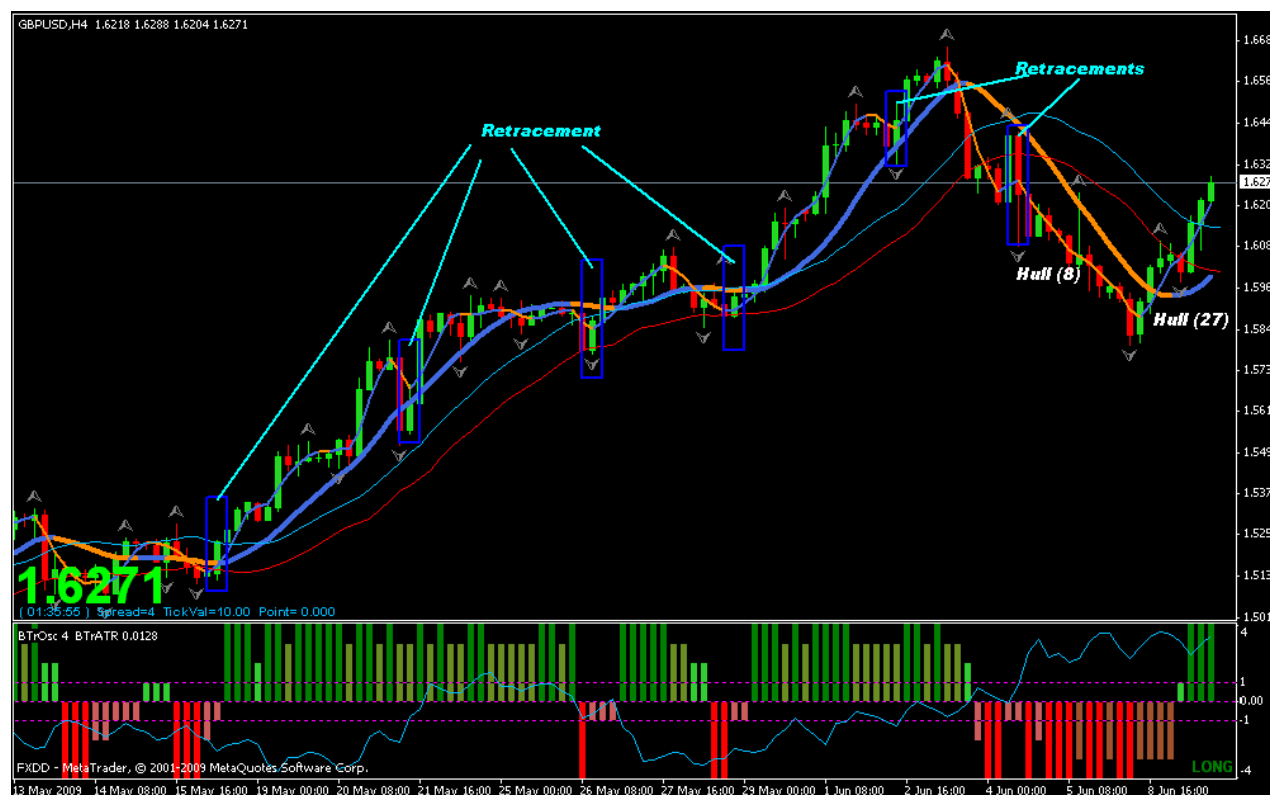 GBPUSD,H4 1.6218 1.6288 1.6204 1.6271
1.668
Retracements
1.656
Retracement
1.644
1.632
1.627
1.620
1.608
Hull (8)
1.596
Hull (27)
1.584
1.573
1.561
1.549
1.537
1.525
1.513
1.6271
( 01:35:55 ) Spread=4 TickVal=10.00 Point= 0.000
1.501
BTrOsc 4 BTrATR 0.0128
4
1
0.00
-1
FXDD - MetaTrader, © 2001-2009 MetaQuotes Software Corp.
LONG
-4
13 May 2009 14 May 08:00 15 May 16:00 19 May 00:00 20 May 08:00 21 May 16:00 25 May 00:00 26 May 08:00 27 May 16:00 29 May 00:00 1 Jun 08:00 2 Jun 16:00 4 Jun 00:00 5 Jun 08:00 8 Jun 16:00